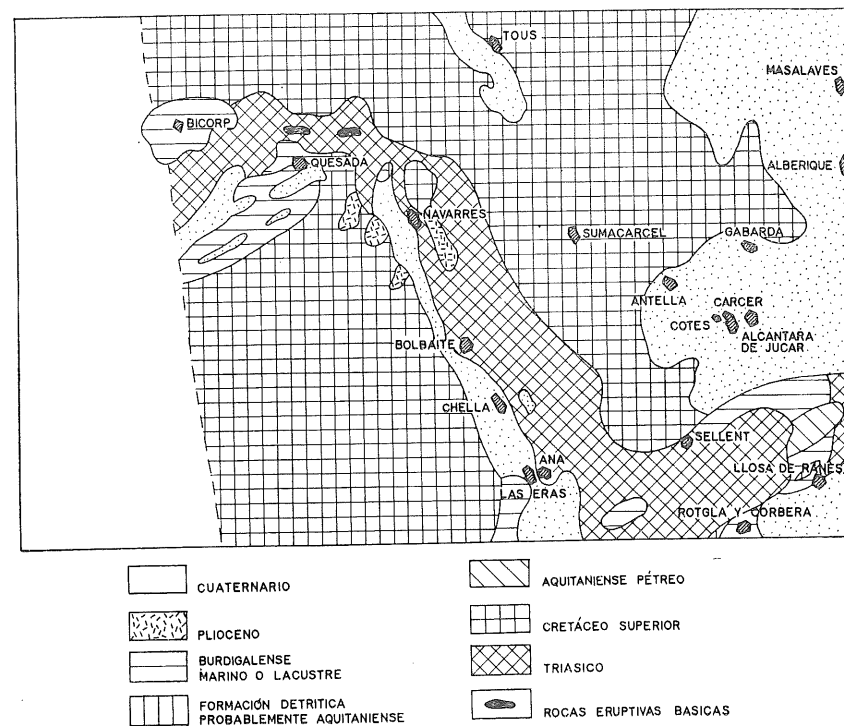 TOUS
MASALAVES
BICORP
QUESADA
ALBERIQUE
NAVARRES
SUMACARCEL
GABARDA
ANTELLA
CARCER
COTES
ALCANTARA
DE JUCAR
BOLBAITE
CHELLA
SELLENT
ANA
LLOSA DE RANES
LAS ERAS
ROTGLA Y CORBERA
CUATERNARIO
PLIOCENO
BURDIGALENSE
MARINO O LACUSTRE
FORMACIÓN DETRITICA
PROBABLEMENTE AQUITANIENSE
AQUITANIENSE PÉTREO
CRETÁCEO SUPERIOR
TRIASICO
ROCAS ERUPTIVAS BASICAS